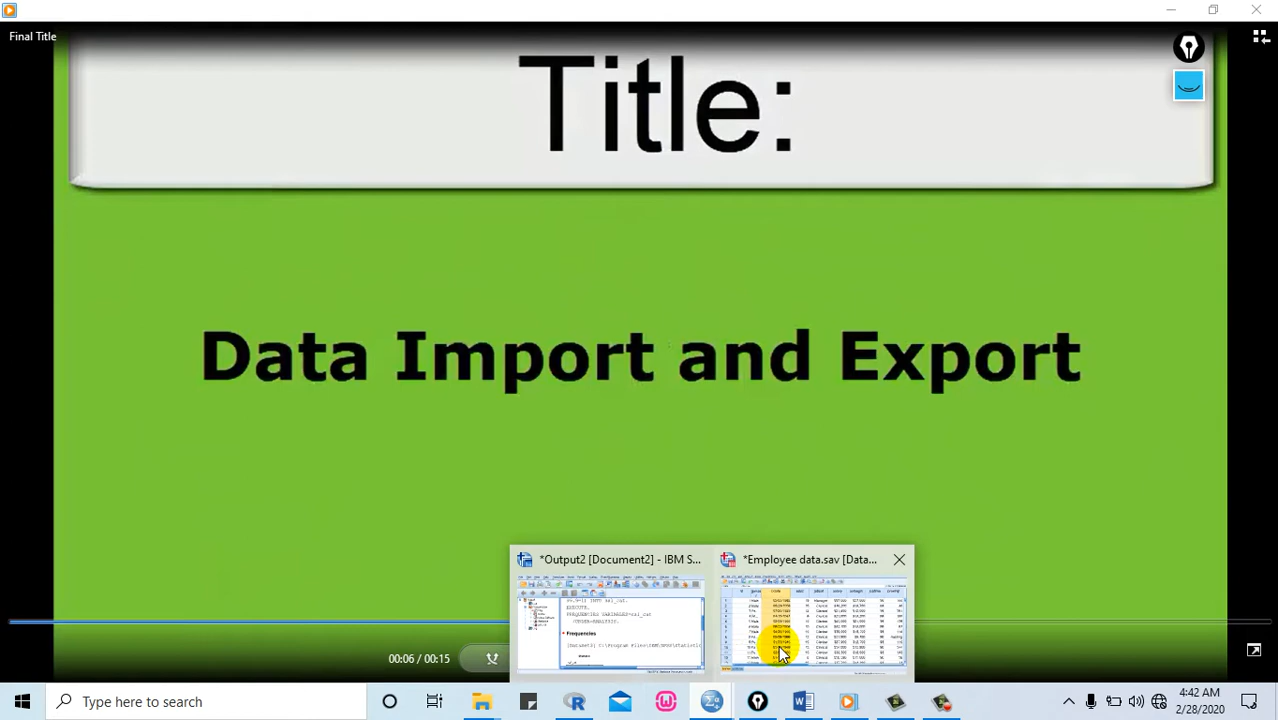 Final Title
Title:
Data Import and Export
*Output2 [Document2] - IBM S...
*Employee data.sav [Data...
Frequencies
00:06 / 00:15
Type here to search
4:42 AM
2/28/2020